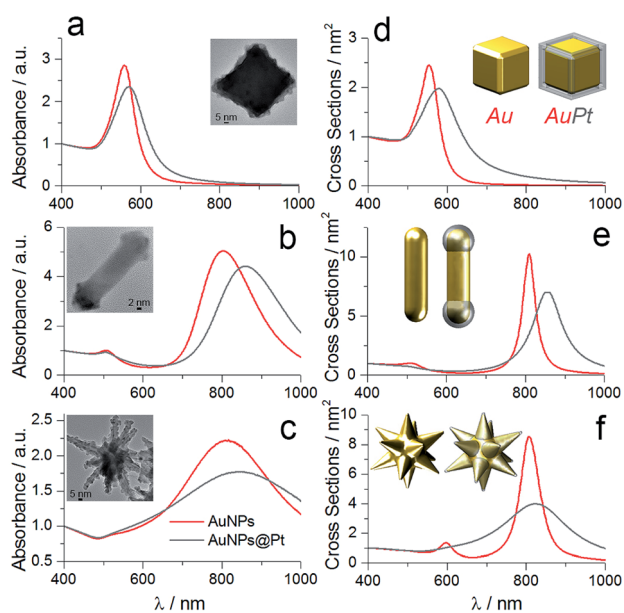 a
Absorbance / a.u.
3
2
1
0
5 nm
400 600 800 1000
d
Cross Sections / nm²
3
2
1
0
Au AuPt
400 600 800 1000
b
Absorbance / a.u.
6
4
2
0
2 nm
400 600 800 1000
e
Cross Sections / nm²
10
5
0
400 600 800 1000
c
Absorbance / a.u.
2.5
2.0
1.5
1.0
0.5
5 nm
AuNPs
AuNPs@Pt
400 600 800 1000
λ / nm
f
Cross Sections / nm²
10
8
6
4
2
0
400 600 800 1000
λ / nm